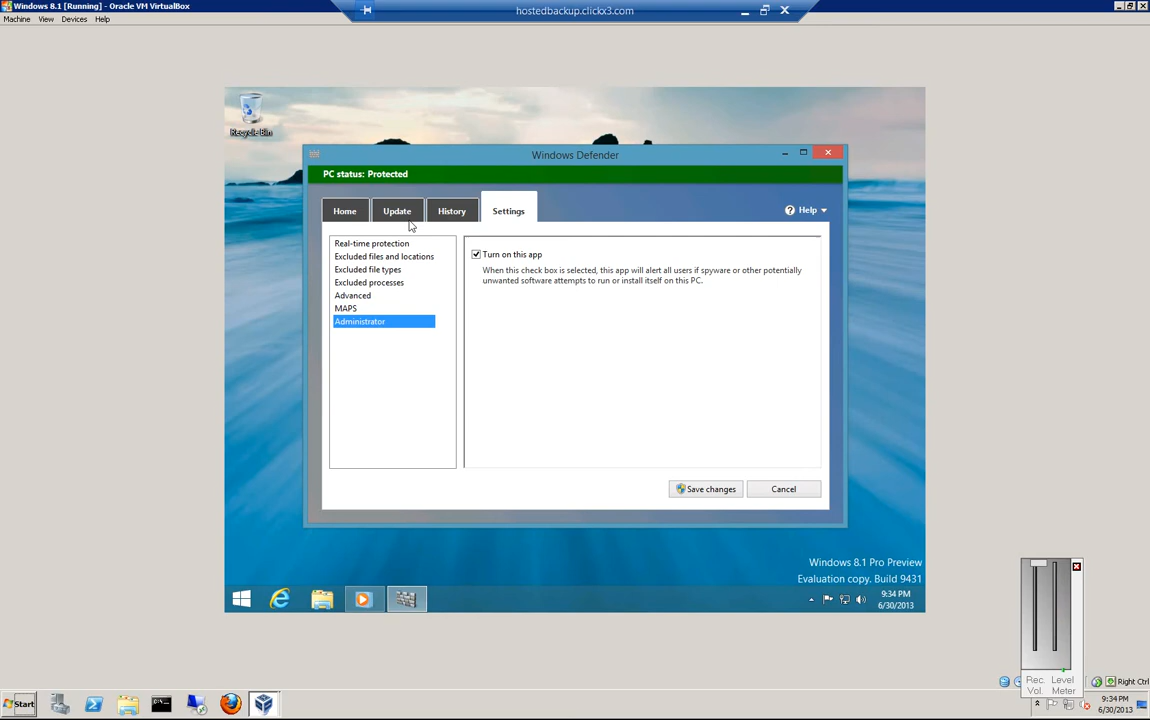 Windows 8.1 [Running] - Oracle VM VirtualBox
hostedbackup.clickx3.com
Machine View Devices Help
Recycle Bin
Windows Defender
PC status: Protected
Home
Update
History
Settings
Help
Real-time protection
Excluded files and locations
Excluded file types
Excluded processes
Advanced
MAPS
Administrator
Turn on this app
When this check box is selected, this app will alert all users if spyware or other potentially
unwanted software attempts to run or install itself on this PC.
Save changes
Cancel
Windows 8.1 Pro Preview
Evaluation copy. Build 9431
9:34 PM
6/30/2013
Rec. Vol.
Level Meter
Right Ctrl
Start
9:34 PM
6/30/2013